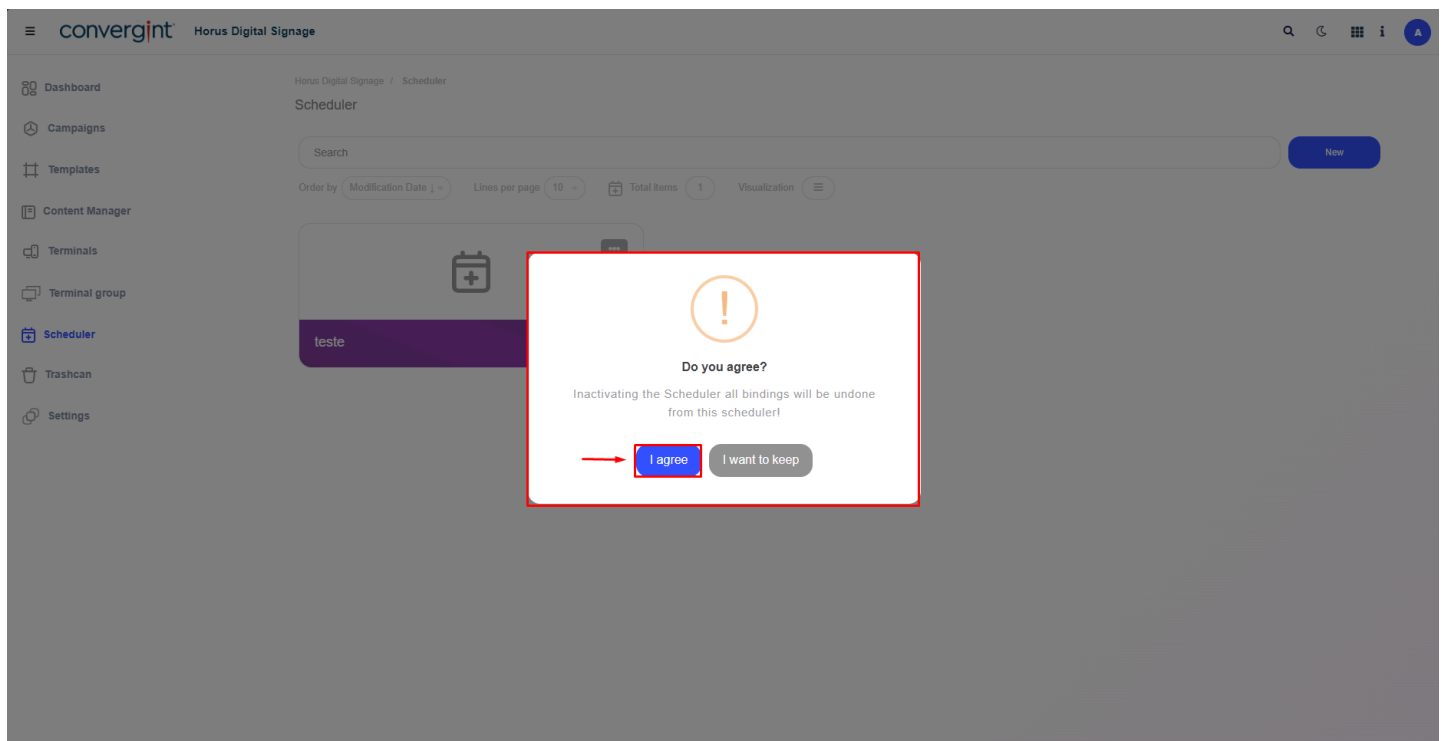 convergint Horus Digital Signage
i A
Dashboard
Campaigns
Templates
Content Manager
Terminals
Terminal group
Scheduler
Trashcan
Settings
Horus Digital Signage / Scheduler
Scheduler
Search
New
Order by Modification Date ↓ Lines per page 10 Total Items 1 Visualization
teste
!
Do you agree?
Inactivating the Scheduler all bindings will be undone
from this scheduler!
I agree I want to keep